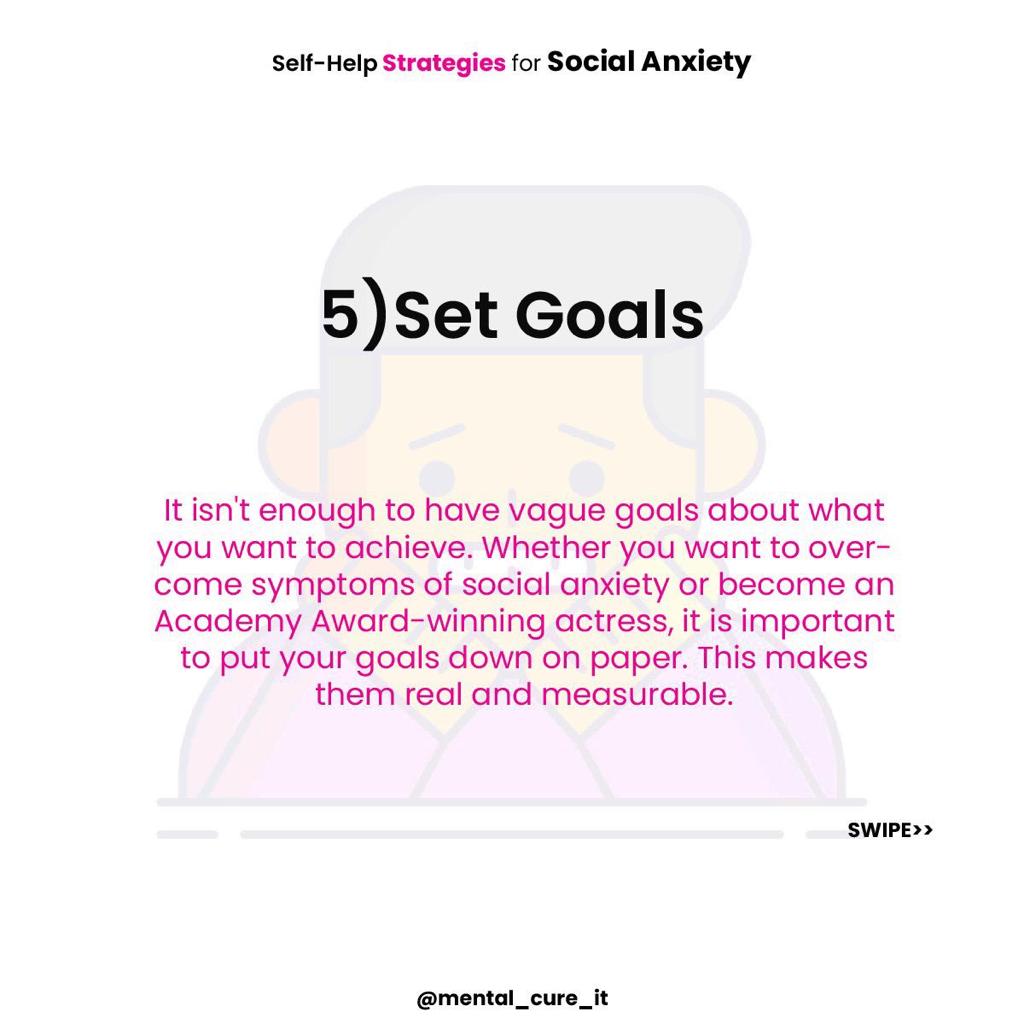 Self-Help Strategies for Social Anxiety
5)Set Goals
It isn't enough to have vague goals about what
you want to achieve. Whether you want to over-
come symptoms of social anxiety or become an
Academy Award-winning actress, it is important
to put your goals down on paper. This makes
them real and measurable.
SWIPE>>
@mental_cure_it